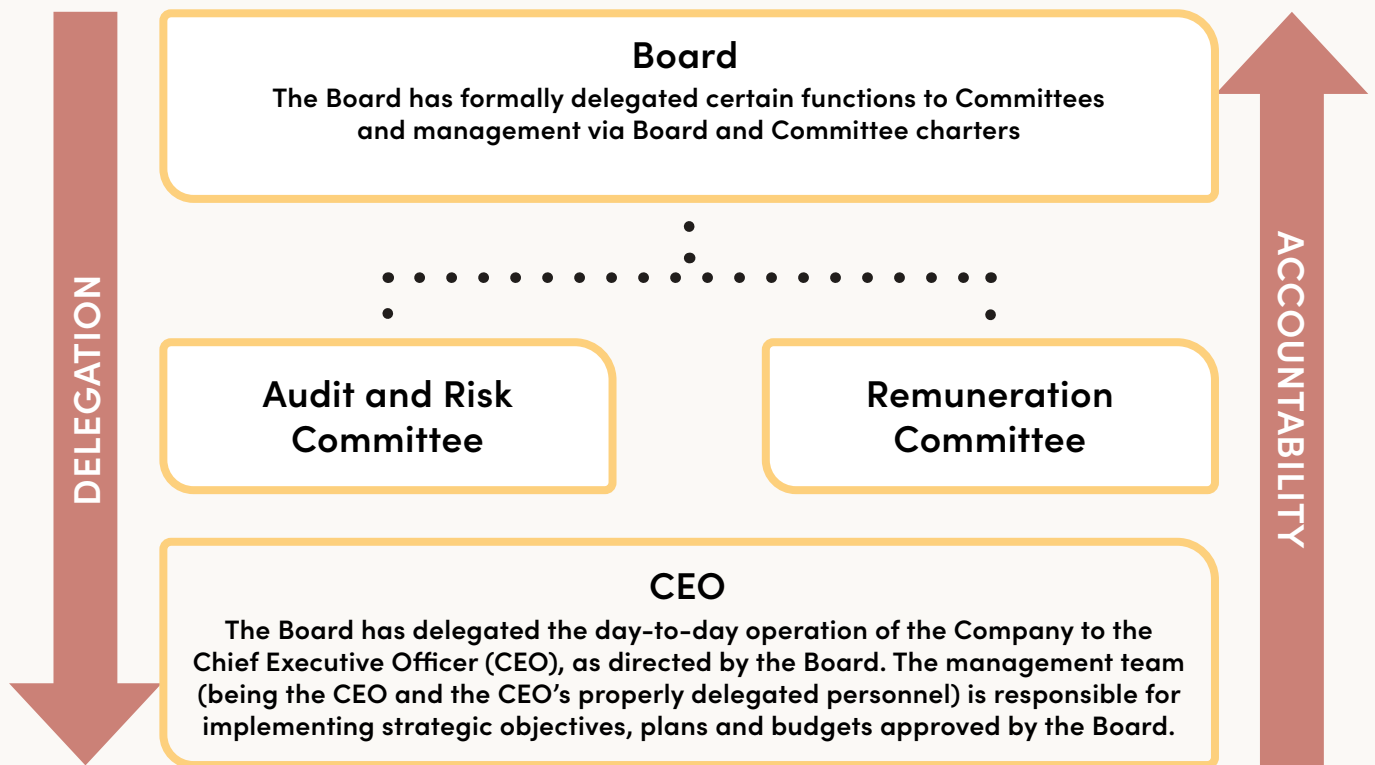 Board
The Board has formally delegated certain functions to Committees
and management via Board and Committee charters
DELEGATION
ACCOUNTABILITY
Audit and Risk
Committee
Remuneration
Committee
CEO
The Board has delegated the day-to-day operation of the Company to the
Chief Executive Officer (CEO), as directed by the Board. The management team
(being the CEO and the CEO’s properly delegated personnel) is responsible for
implementing strategic objectives, plans and budgets approved by the Board.